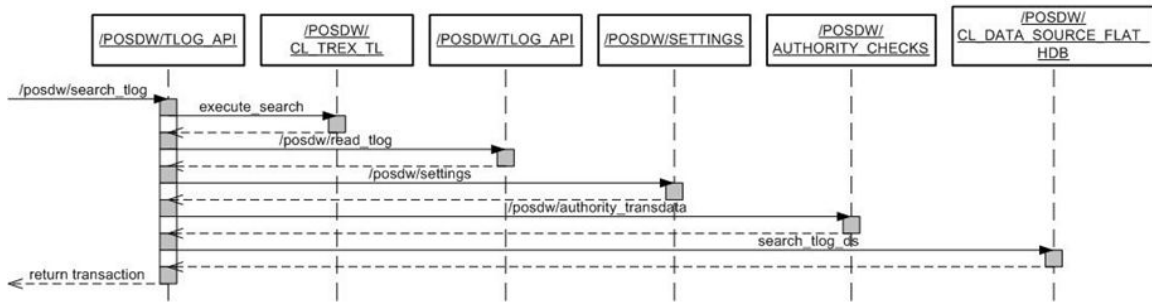 /POSDW/TLOG_API
/POSDW/
CL_TREX_TL
/POSDW/TLOG_API
/POSDW/SETTINGS
/POSDW/
AUTHORITY_CHECKS
/POSDW/
CL_DATA_SOURCE_FLAT_
HDB
/posdw/search_tlog
execute_search
/posdw/read_tlog
/posdw/settings
/posdw/authority_transdata
search_tlog_ds
return transaction